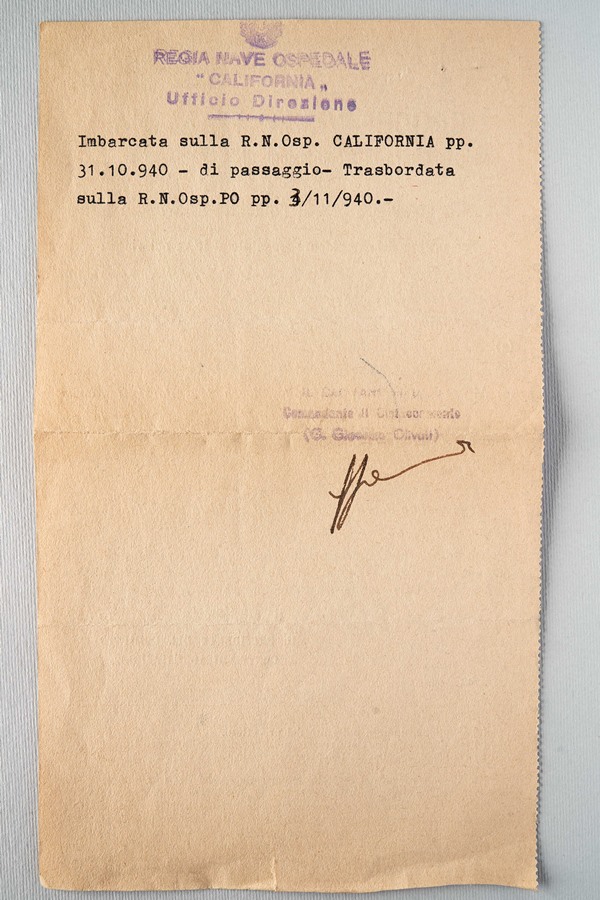 REGIA NAVE OSPEDALE
"CALIFORNIA"
Ufficio Direzione
Imbarcata sulla R.N.Osp. CALIFORNIA pp.
31.10.940 - di passaggio- Trasbordata
sulla R.N.Osp.PO pp. 3/11/940.-
Comandante il
(G. Olivati)